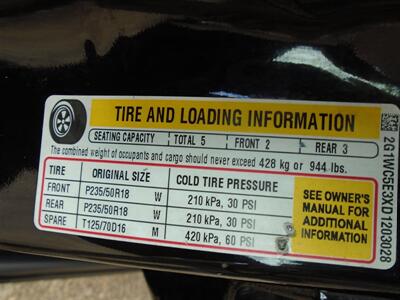 TIRE AND LOADING INFORMATION
SEATING CAPACITY TOTAL 5 FRONT 2 REAR 3
The combined weight of occupants and cargo should never exceed 428 kg or 944 lbs.
TIRE ORIGINAL SIZE COLD TIRE PRESSURE
FRONT P235/50R18 W 210 kPa, 30 PSI
REAR P235/50R18 W 210 kPa, 30 PSI
SPARE T125/70D16 M 420 kPa, 60 PSI
SEE OWNER'S
MANUAL FOR
ADDITIONAL
INFORMATION
2G1WC5E3XD1203028